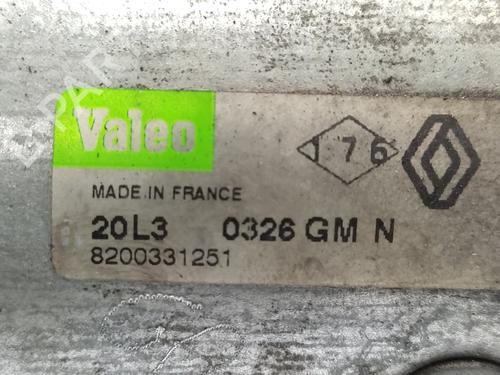 Valeo
176
MADE IN FRANCE
20L3 0326 GM N
8200331251